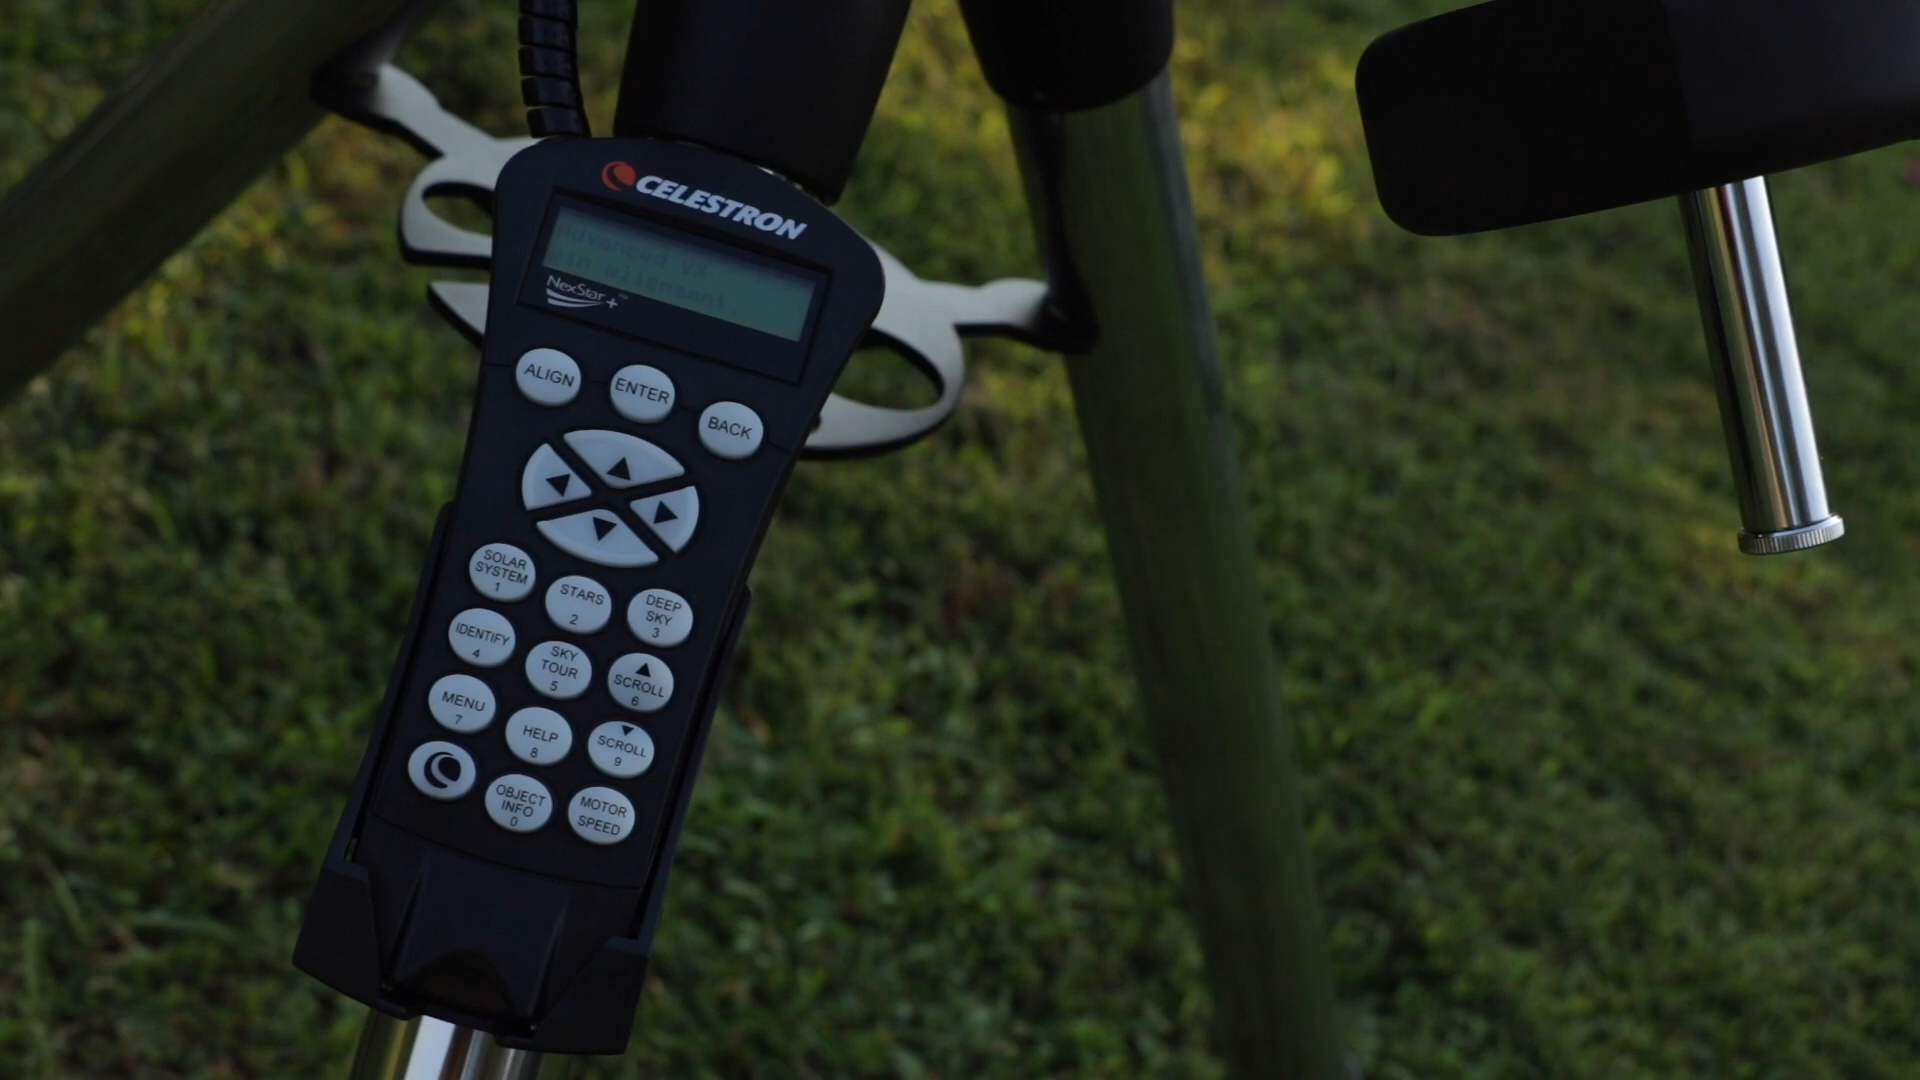 CELESTRON
Advanced VX
alignment
NexStar+™
ALIGN
ENTER
BACK
SOLAR
SYSTEM
1
STARS
2
DEEP
SKY
3
IDENTIFY
4
SKY
TOUR
5
SCROLL
6
MENU
7
HELP
8
SCROLL
9
OBJECT
INFO
0
MOTOR
SPEED